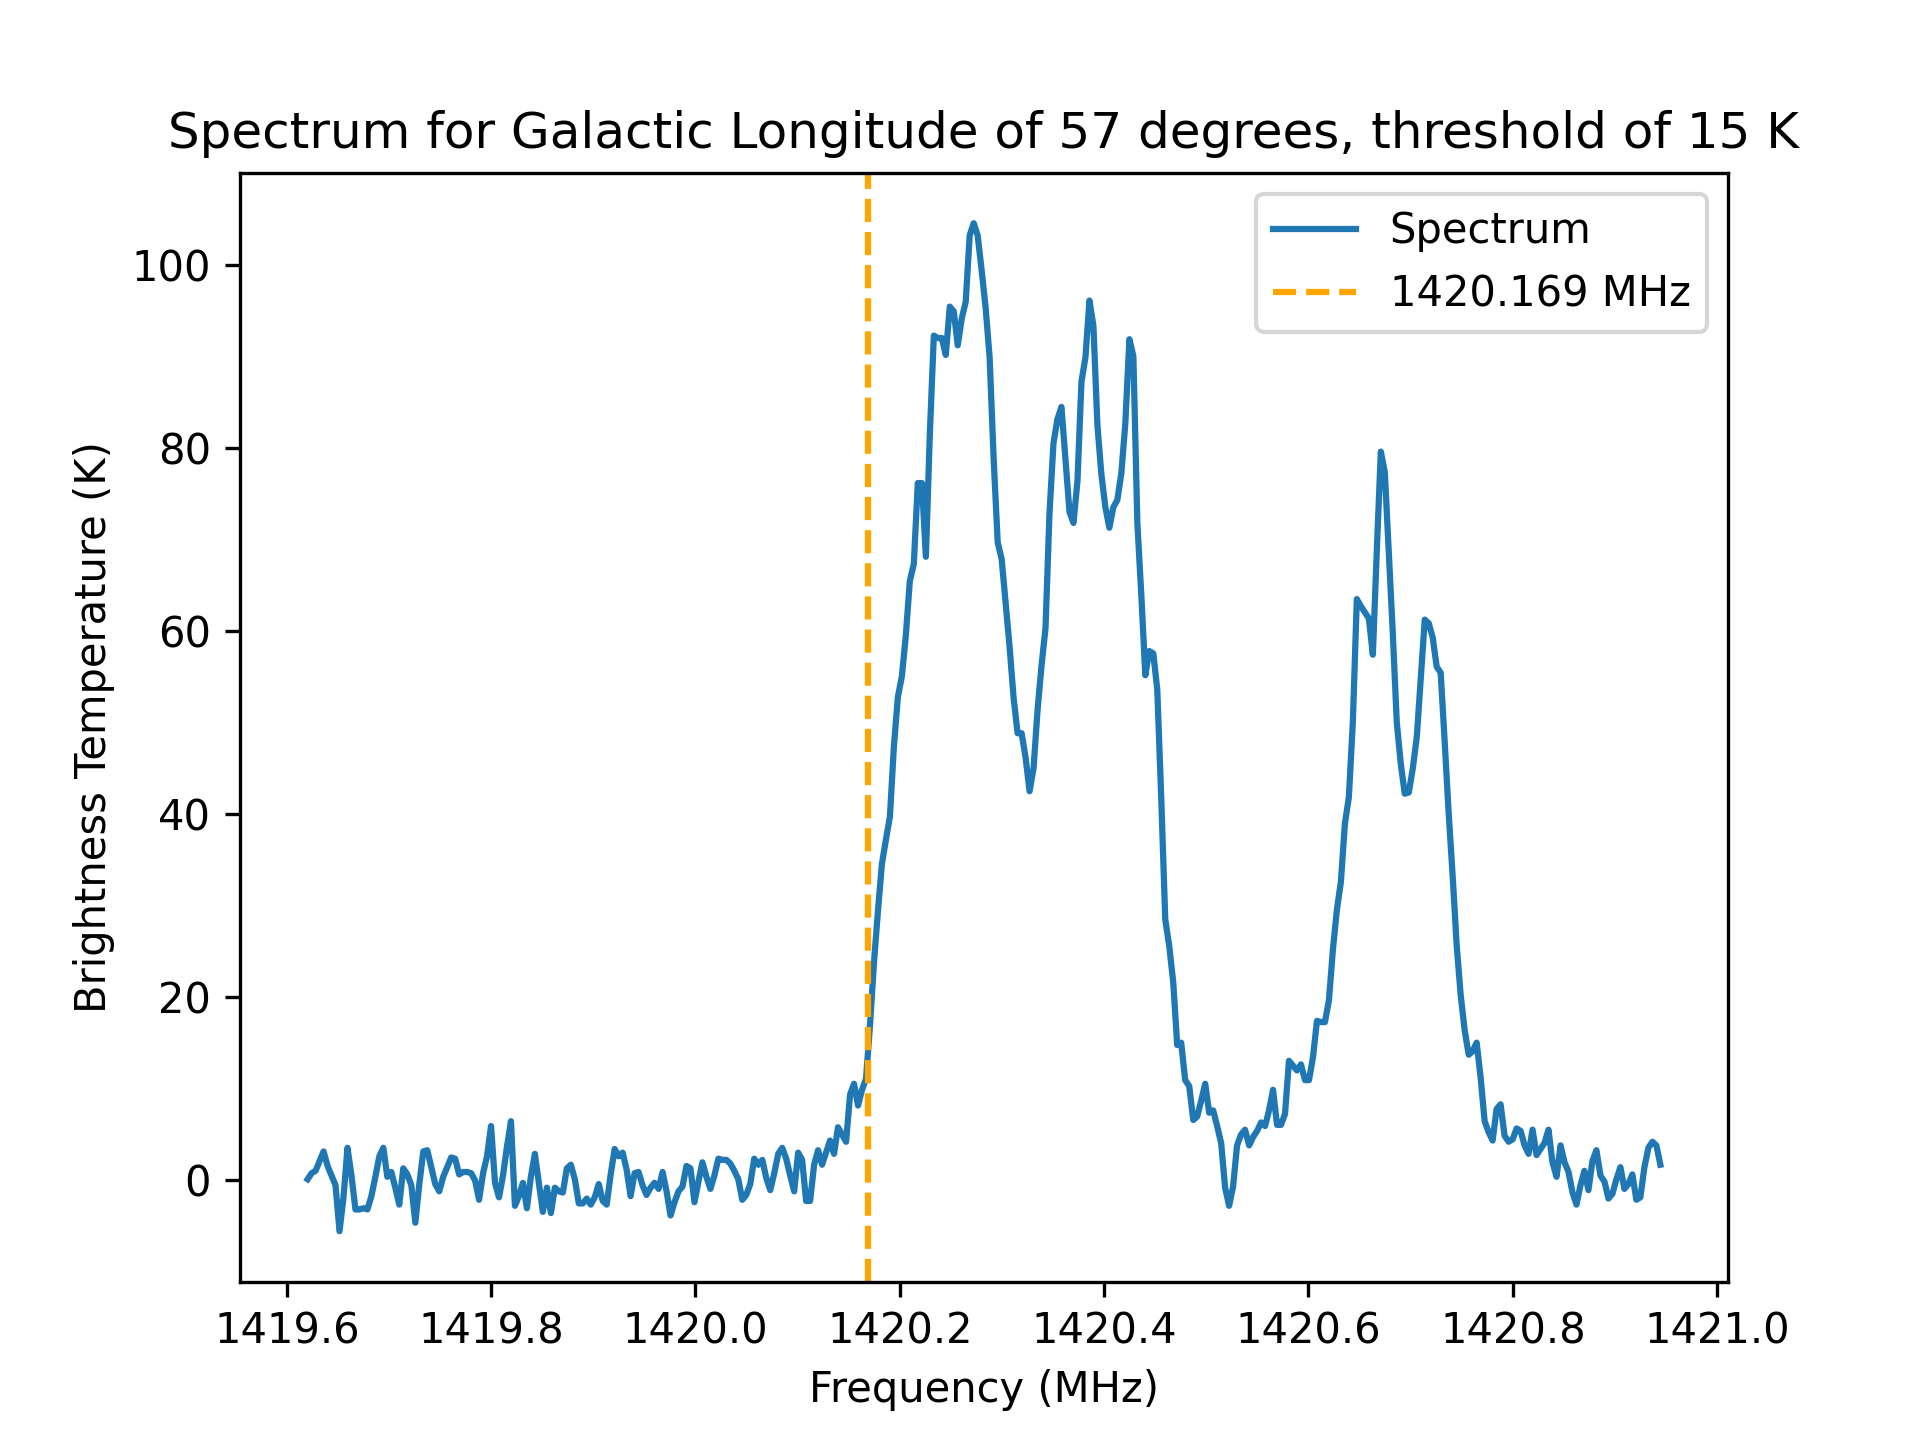 Spectrum for Galactic Longitude of 57 degrees, threshold of 15 K
Spectrum
1420.169 MHz
Brightness Temperature (K)
100
80
60
40
20
0
1419.6 1419.8 1420.0 1420.2 1420.4 1420.6 1420.8 1421.0
Frequency (MHz)